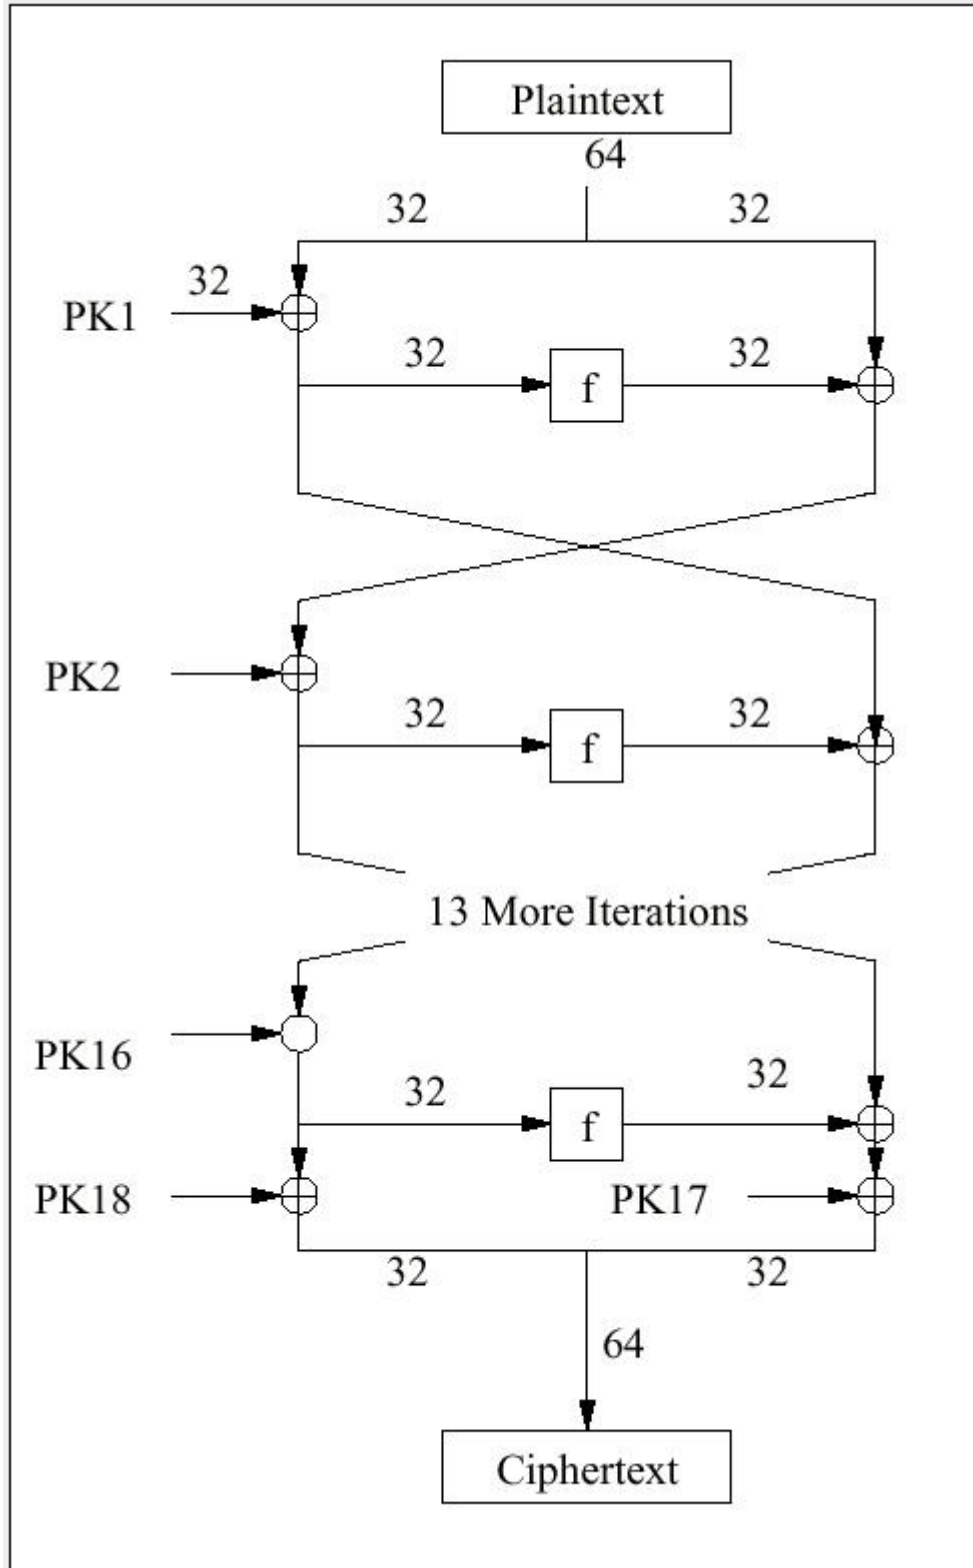 Plaintext
64
32 32
32
PK1
32 32
f
PK2
32 32
f
13 More Iterations
PK16
32 32
f
PK18 PK17
32 32
64
Ciphertext